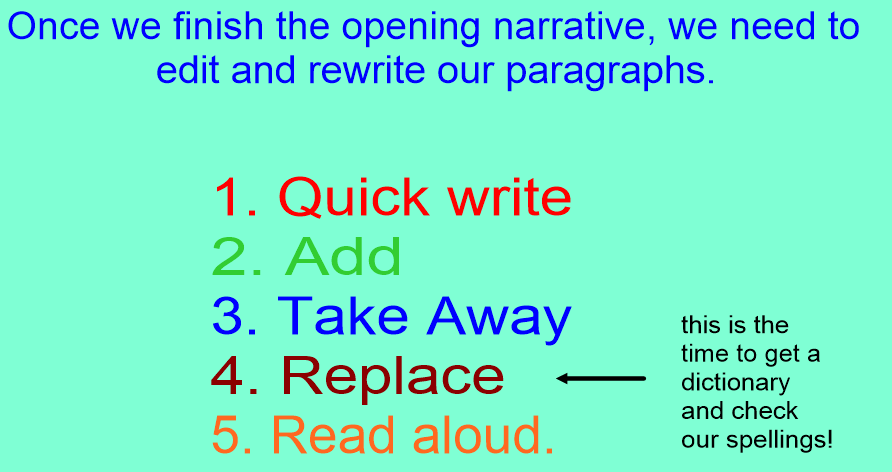 Once we finish the opening narrative, we need to
edit and rewrite our paragraphs.
1. Quick write
2. Add
3. Take Away
4. Replace
5. Read aloud.
this is the
time to get a
dictionary
and check
our spellings!